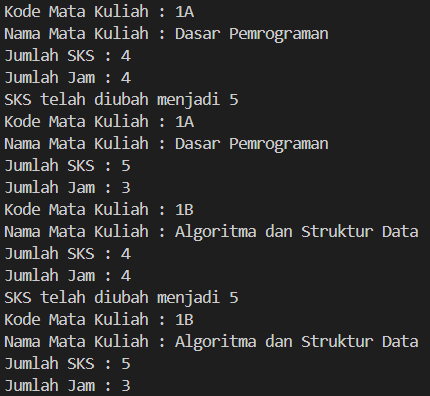 Kode Mata Kuliah : 1A
Nama Mata Kuliah : Dasar Pemrograman
Jumlah SKS : 4
Jumlah Jam : 4
SKS telah diubah menjadi 5
Kode Mata Kuliah : 1A
Nama Mata Kuliah : Dasar Pemrograman
Jumlah SKS : 5
Jumlah Jam : 3
Kode Mata Kuliah : 1B
Nama Mata Kuliah : Algoritma dan Struktur Data
Jumlah SKS : 4
Jumlah Jam : 4
SKS telah diubah menjadi 5
Kode Mata Kuliah : 1B
Nama Mata Kuliah : Algoritma dan Struktur Data
Jumlah SKS : 5
Jumlah Jam : 3